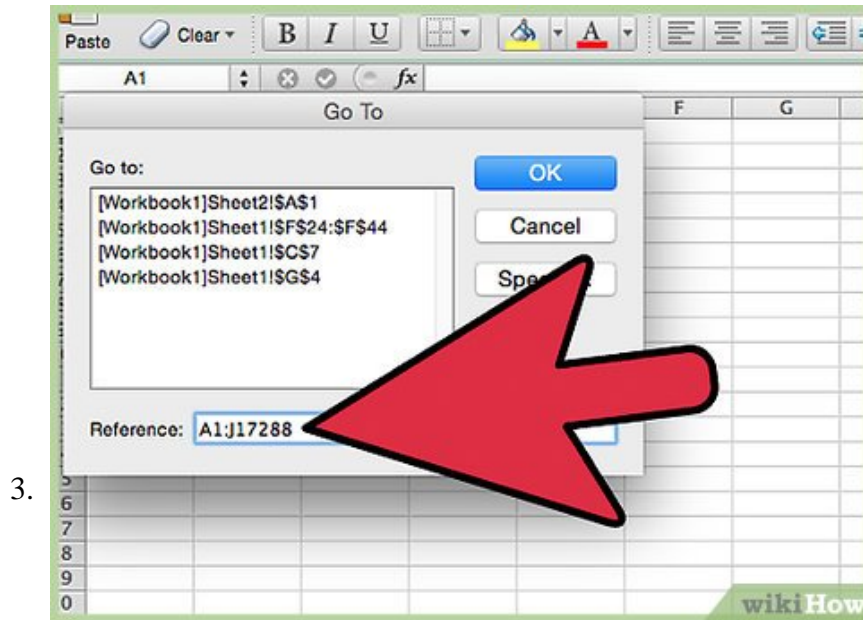 Paste Clear B I U A
A1 fx
Go To
F G
Go to:
OK
[Workbook1]Sheet2!$A$1
[Workbook1]Sheet1!$F$24:$F$44
Cancel
[Workbook1]Sheet1!$C$7
[Workbook1]Sheet1!$G$4
Reference: A1:J17288
3.
5
6
7
8
9
0
wikiHow